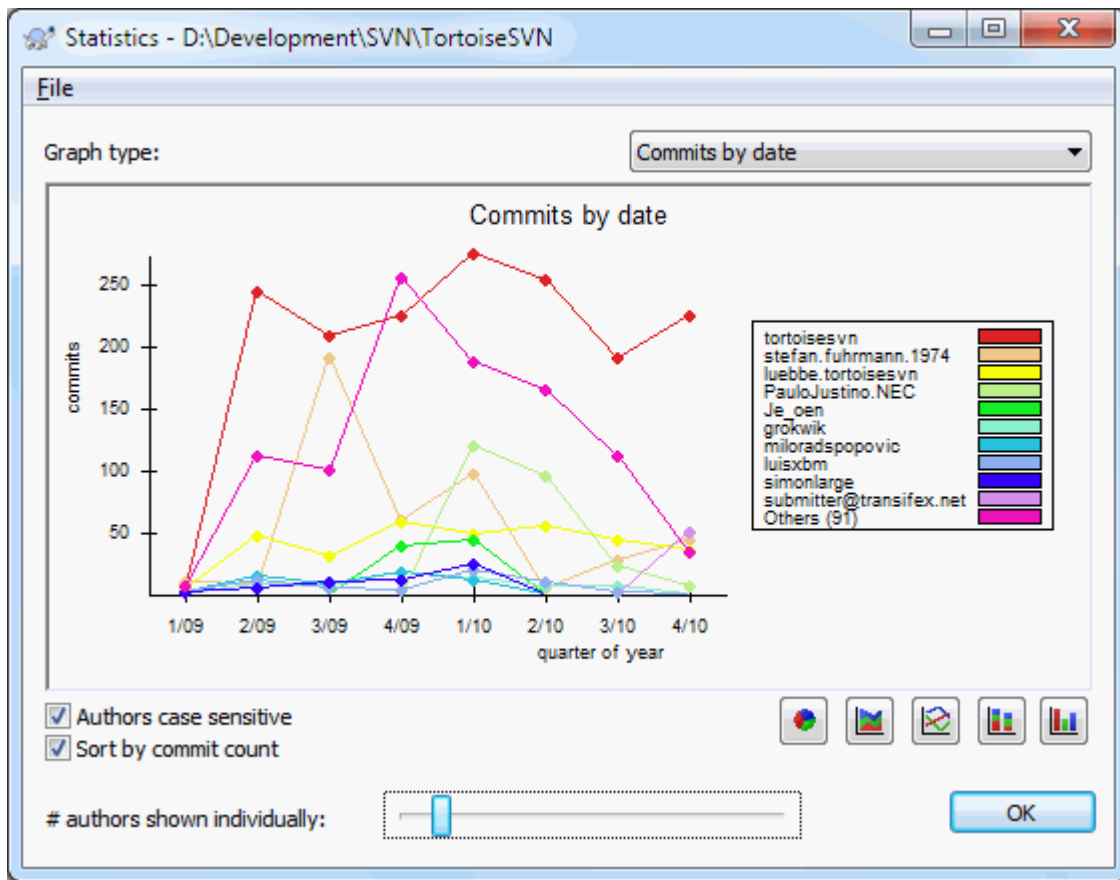 Statistics - D:\Development\SVN\TortoiseSVN
File
Graph type:
Commits by date
Commits by date
250
200
150
100
50
commits
1/09 2/09 3/09 4/09 1/10 2/10 3/10 4/10
quarter of year
tortoisesvn
stefan.fuhrmann.1974
luebbe.tortoisesvn
PauloJustino.NEC
Je_oen
grokwik
miloradspopovic
luisxbm
simonlarge
submitter@transifex.net
Others (91)
Authors case sensitive
Sort by commit count
# authors shown individually:
OK